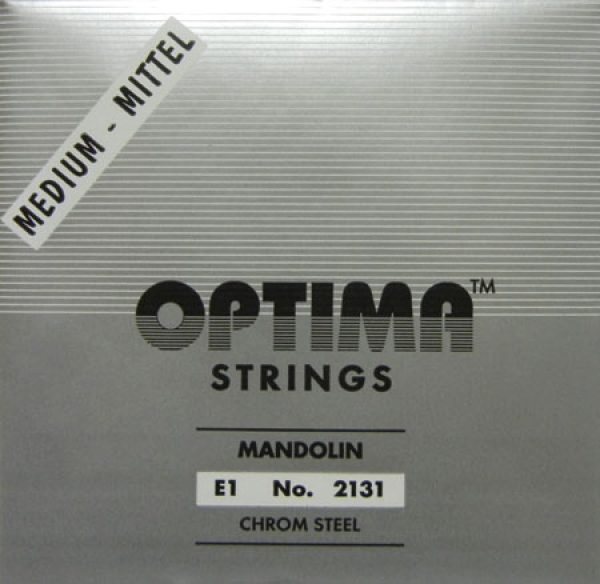 MEDIUM - MITTEL
OPTIMA™
STRINGS
MANDOLIN
E1 No. 2131
CHROM STEEL